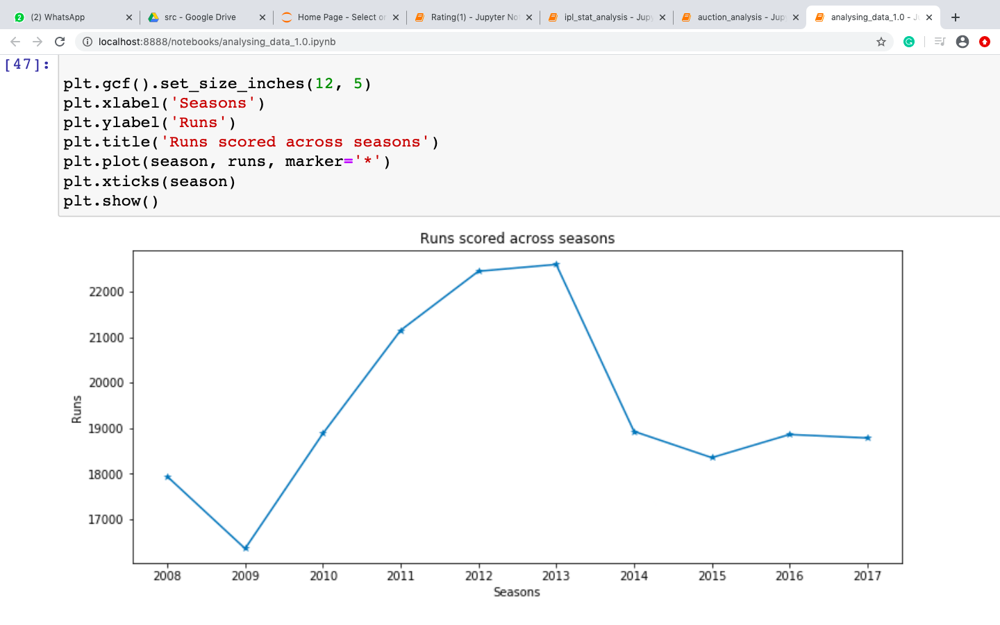 (2) WhatsApp
src - Google Drive
Home Page - Select or
Rating(1) - Jupyter No
ipl_stat_analysis - Jupy
auction_analysis - Jup
analysing_data_1.0 - Ju
localhost:8888/notebooks/analysing_data_1.0.ipynb
[47]:
plt.gcf().set_size_inches(12, 5)
plt.xlabel('Seasons')
plt.ylabel('Runs')
plt.title('Runs scored across seasons')
plt.plot(season, runs, marker='*')
plt.xticks(season)
plt.show()
Runs scored across seasons
22000
21000
20000
19000
18000
17000
Runs
2008 2009 2010 2011 2012 2013 2014 2015 2016 2017
Seasons